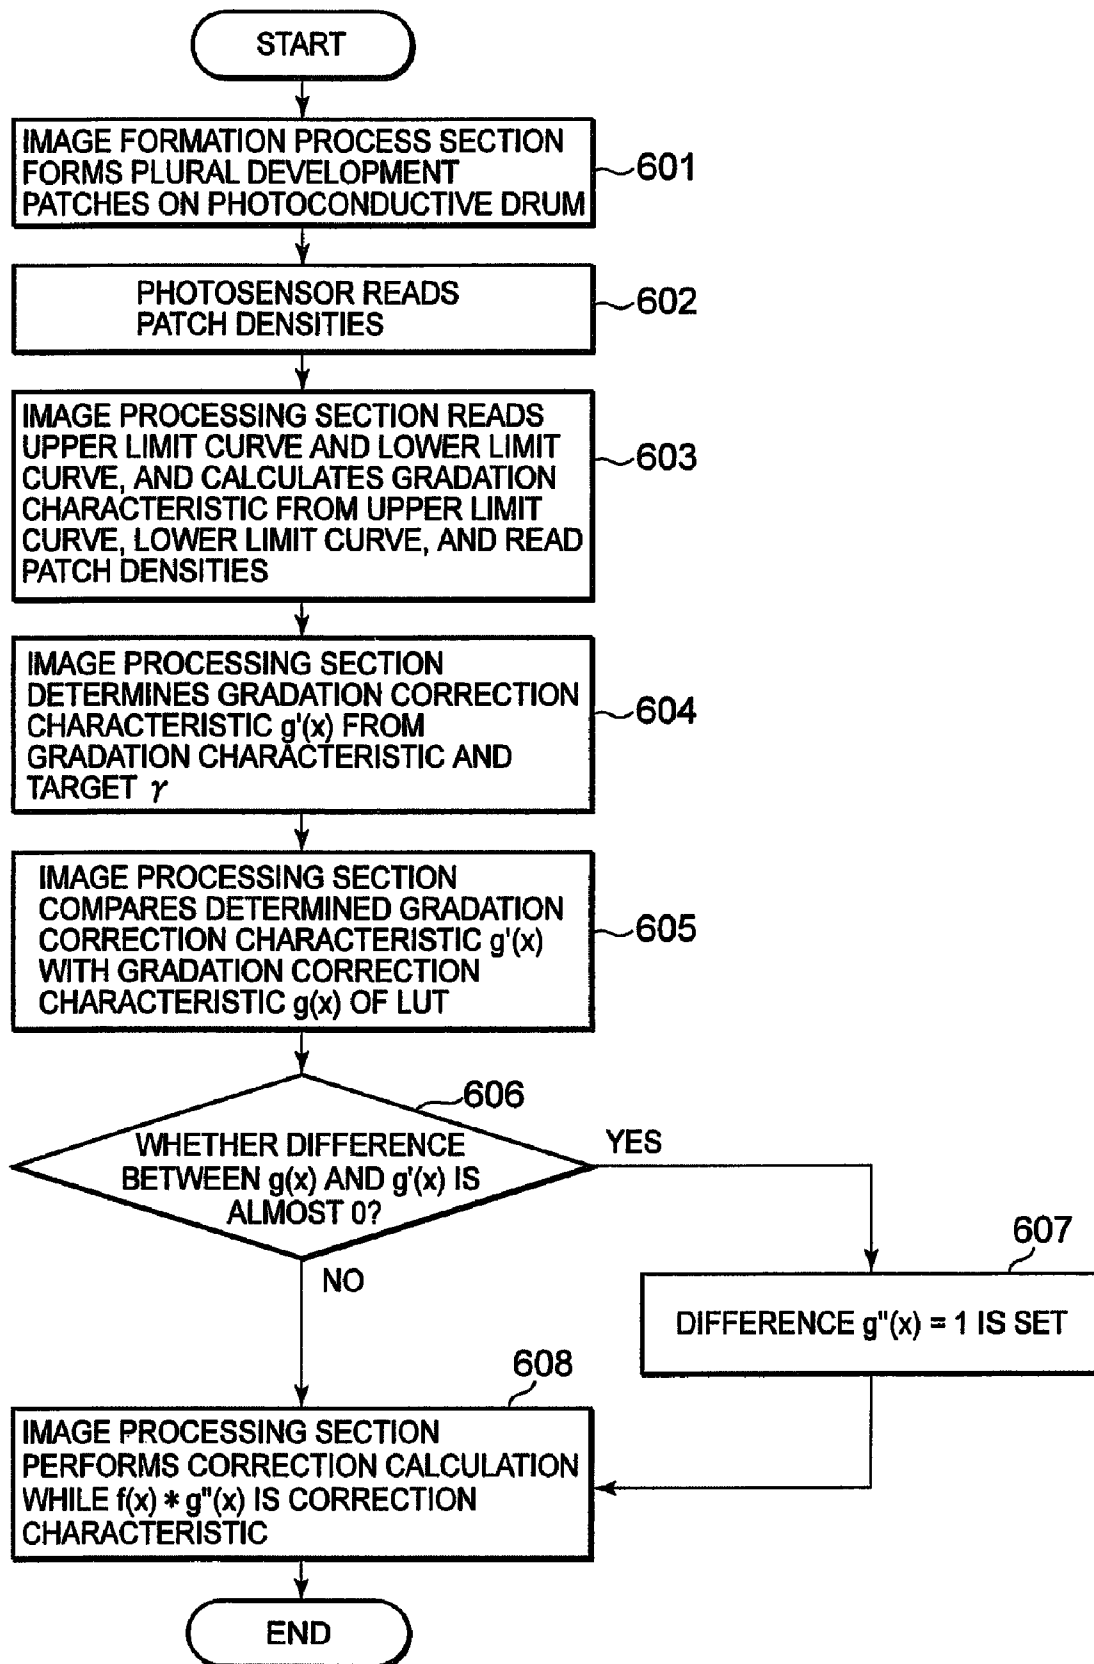 START
IMAGE FORMATION PROCESS SECTION
FORMS PLURAL DEVELOPMENT
PATCHES ON PHOTOCONDUCTIVE DRUM
601
PHOTOSENSOR READS
PATCH DENSITIES
602
IMAGE PROCESSING SECTION READS
UPPER LIMIT CURVE AND LOWER LIMIT
CURVE, AND CALCULATES GRADATION
CHARACTERISTIC FROM UPPER LIMIT
CURVE, LOWER LIMIT CURVE, AND READ
PATCH DENSITIES
603
IMAGE PROCESSING SECTION
DETERMINES GRADATION CORRECTION
CHARACTERISTIC g'(x) FROM
GRADATION CHARACTERISTIC AND
TARGET γ
604
IMAGE PROCESSING SECTION
COMPARES DETERMINED GRADATION
CORRECTION CHARACTERISTIC g'(x)
WITH GRADATION CORRECTION
CHARACTERISTIC g(x) OF LUT
605
606
WHETHER DIFFERENCE
BETWEEN g(x) AND g'(x) IS
ALMOST 0?
YES
NO
607
DIFFERENCE g"(x) = 1 IS SET
608
IMAGE PROCESSING SECTION
PERFORMS CORRECTION CALCULATION
WHILE f(x) * g"(x) IS CORRECTION
CHARACTERISTIC
END